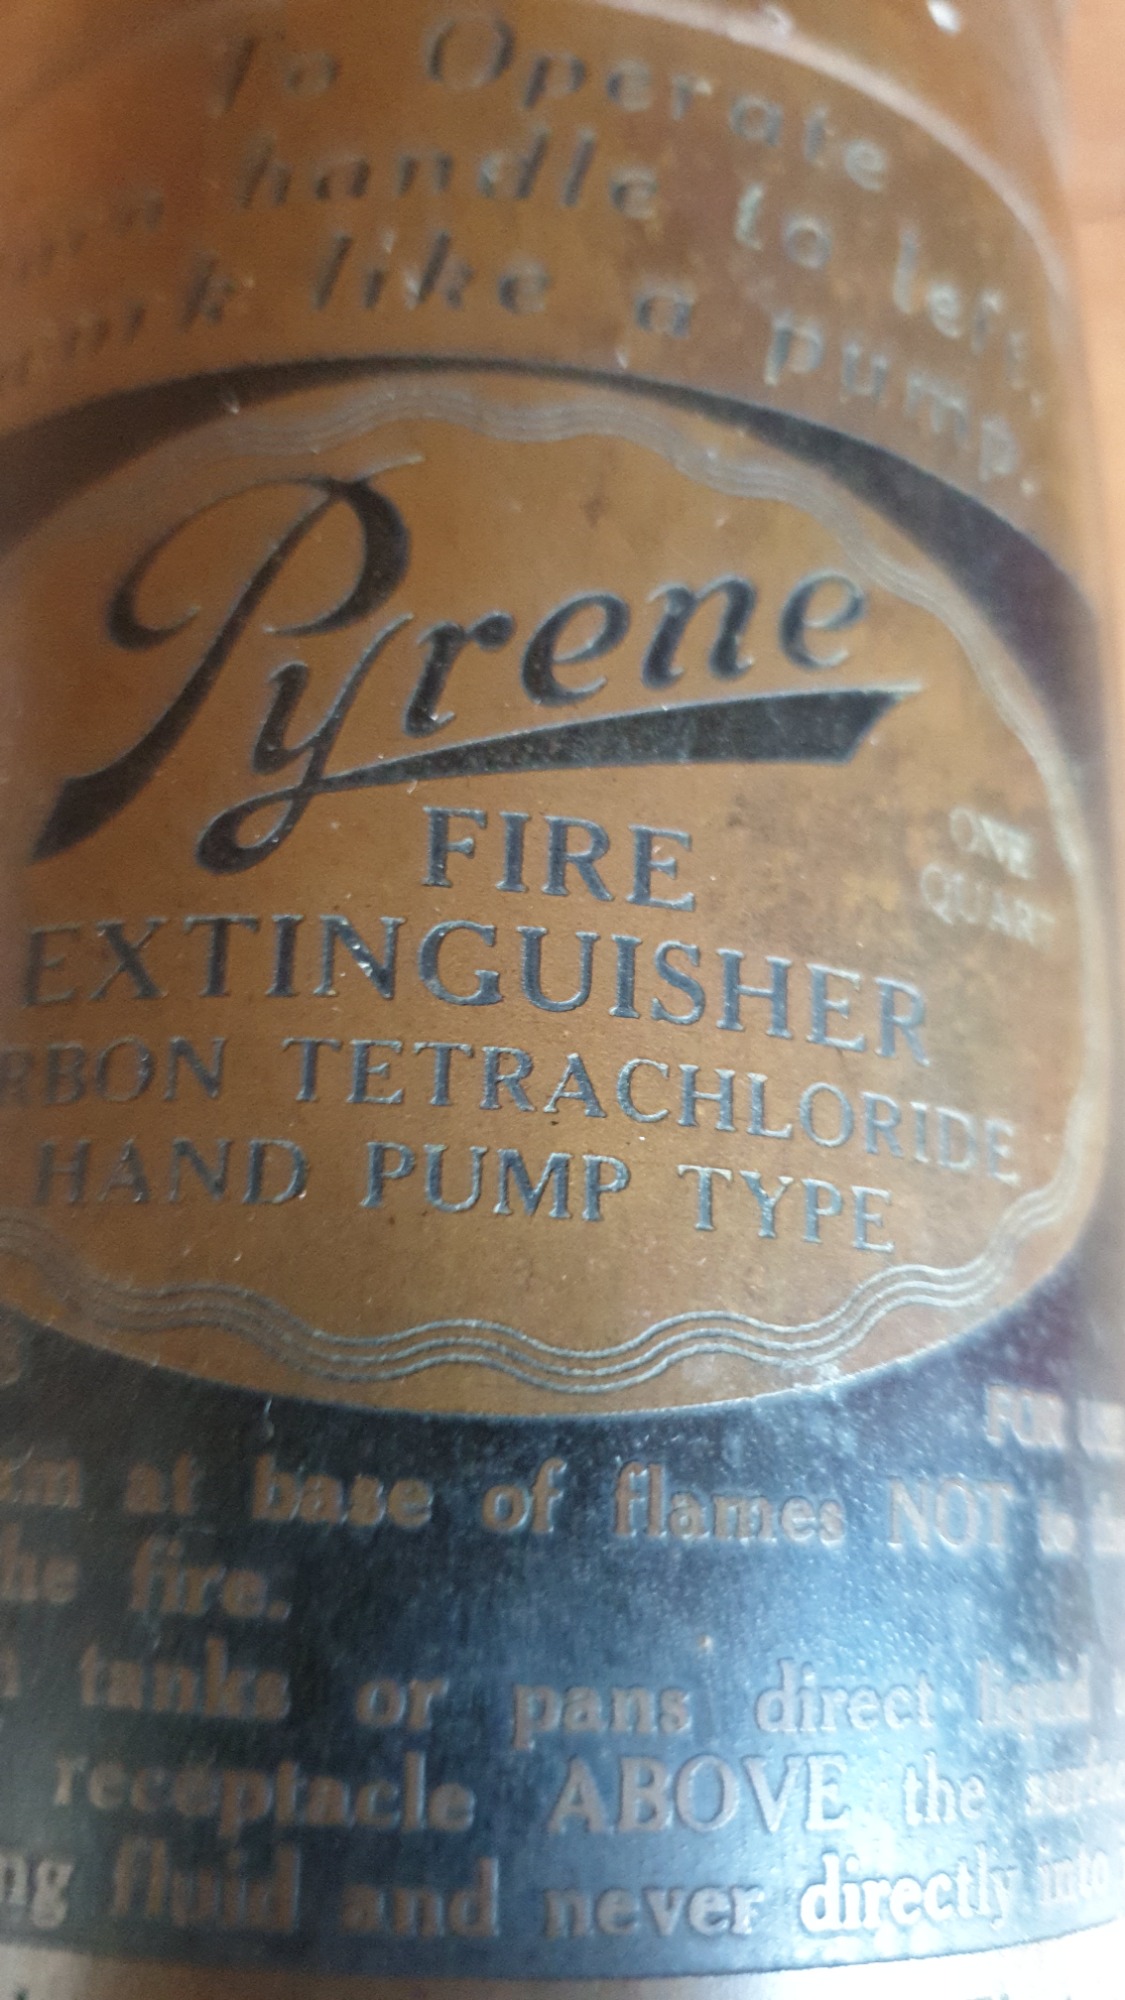 To Operate
handle to left
work like a pump.
Pyrene
FIRE
ONE
QUART
EXTINGUISHER
RBON TETRACHLORIDE
HAND PUMP TYPE
FOR
at base of flames NOT
he fire.
tanks or pans direct liquid
receptacle ABOVE the
ng fluid and never directly into